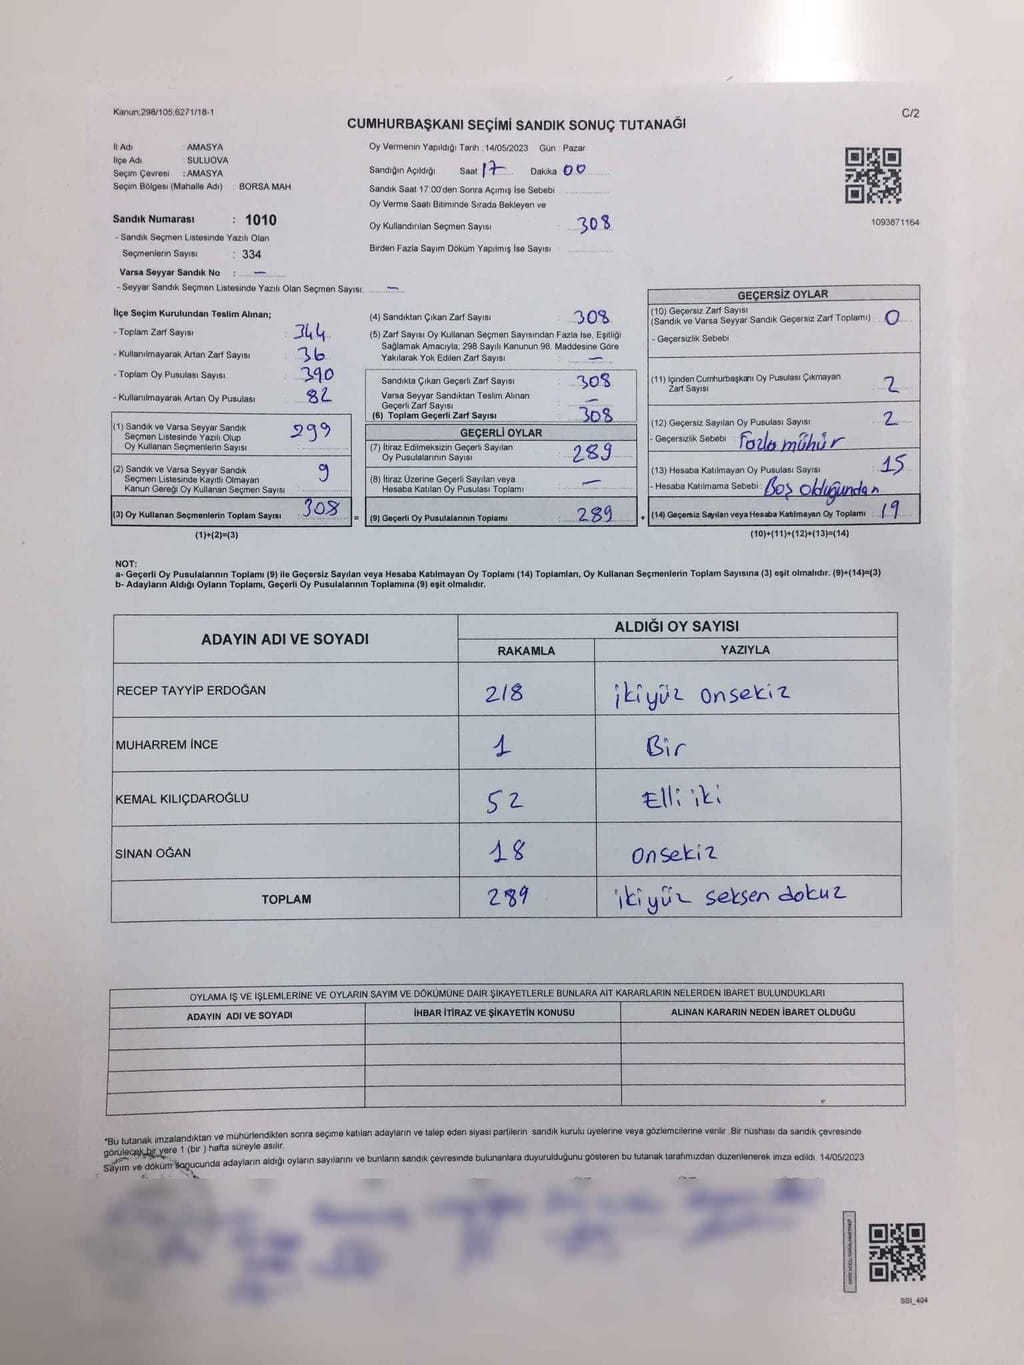 Kanun;298/105,6271/18-1
C/2
CUMHURBAŞKANI SEÇİMİ SANDIK SONUÇ TUTANAĞI
İl Adı : AMASYA
İlçe Adı : SULUOVA
Seçim Çevresi : AMASYA
Seçim Bölgesi (Mahalle Adı) : BORSA MAH.
Sandık Numarası : 1010
- Sandık Seçmen Listesinde Yazılı Olan
Seçmenlerin Sayısı : 334
Varsa Seyyar Sandık No : —
- Seyyar Sandık Seçmen Listesinde Yazılı Olan Seçmen Sayısı: —
Oy Vermenin Yapıldığı Tarih : 14/05/2023 Gün : Pazar
Sandığın Açıldığı Saat 17 Dakika 00
Sandık Saat 17:00'den Sonra Açımış İse Sebebi
Oy Verme Saati Bitiminde Sırada Bekleyen ve
Oy Kullandırılan Seçmen Sayısı 308
Birden Fazla Sayım Döküm Yapılmış İse Sayısı
1093871164
İlçe Seçim Kurulundan Teslim Alınan;
- Toplam Zarf Sayısı 344
- Kullanılmayarak Artan Zarf Sayısı 36
- Toplam Oy Pusulası Sayısı 390
- Kullanılmayarak Artan Oy Pusulası 82
(1) Sandık ve Varsa Seyyar Sandık
Seçmen Listesinde Yazılı Olup
Oy Kullanan Seçmenlerin Sayısı 299
(2) Sandık ve Varsa Seyyar Sandık
Seçmen Listesinde Kayıtlı Olmayan
Kanun Gereği Oy Kullanan Seçmen Sayısı 9
(3) Oy Kullanan Seçmenlerin Toplam Sayısı 308
(1)+(2)=(3)
(4) Sandıktan Çıkan Zarf Sayısı 308
(5) Zarf Sayısı Oy Kullanan Seçmen Sayısından Fazla İse, Eşitliği
Sağlamak Amacıyla; 298 Sayılı Kanunun 98. Maddesine Göre
Yakılarak Yok Edilen Zarf Sayısı —
Sandıkta Çıkan Geçerli Zarf Sayısı 308
Varsa Seyyar Sandıktan Teslim Alınan
Geçerli Zarf Sayısı —
(6) Toplam Geçerli Zarf Sayısı 308
GEÇERLİ OYLAR
(7) İtiraz Edilmeksizin Geçerli Sayılan
Oy Pusulalarının Sayısı 289
(8) İtiraz Üzerine Geçerli Sayılan veya
Hesaba Katılan Oy Pusulası Toplamı —
= (9) Geçerli Oy Pusulalarının Toplamı 289 +
GEÇERSİZ OYLAR
(10) Geçersiz Zarf Sayısı
(Sandık ve Varsa Seyyar Sandık Geçersiz Zarf Toplamı) 0
- Geçersizlik Sebebi
(11) İçinden Cumhurbaşkanı Oy Pusulası Çıkmayan
Zarf Sayısı 2
(12) Geçersiz Sayılan Oy Pusulası Sayısı 2
- Geçersizlik Sebebi : Fazla mühür
(13) Hesaba Katılmayan Oy Pusulası Sayısı 15
- Hesaba Katılmama Sebebi : Boş olduğundan
(14) Geçersiz Sayılan veya Hesaba Katılmayan Oy Toplamı : 19
(10)+(11)+(12)+(13)=(14)
NOT:
a- Geçerli Oy Pusulalarının Toplamı (9) ile Geçersiz Sayılan veya Hesaba Katılmayan Oy Toplamı (14) Toplamları, Oy Kullanan Seçmenlerin Toplam Sayısına (3) eşit olmalıdır. (9)+(14)=(3)
b- Adayların Aldığı Oyların Toplamı, Geçerli Oy Pusulalarının Toplamına (9) eşit olmalıdır.
ADAYIN ADI VE SOYADI
ALDIĞI OY SAYISI
RAKAMLA YAZIYLA
RECEP TAYYİP ERDOĞAN 218 ikiyüz onsekiz
MUHARREM İNCE 1 Bir
KEMAL KILIÇDAROĞLU 52 Elli iki
SİNAN OĞAN 18 onsekiz
TOPLAM 289 ikiyüz seksen dokuz
OYLAMA İŞ VE İŞLEMLERİNE VE OYLARIN SAYIM VE DÖKÜMÜNE DAİR ŞİKAYETLERLE BUNLARA AİT KARARLARIN NELERDEN İBARET BULUNDUKLARI
ADAYIN ADI VE SOYADI İHBAR İTİRAZ VE ŞİKAYETİN KONUSU ALINAN KARARIN NEDEN İBARET OLDUĞU
*Bu tutanak imzalandıktan ve mühürlendikten sonra seçime katılan adayların ve talep eden siyasi partilerin sandık kurulu üyelerine veya gözlemcilerine verilir. Bir nüshası da sandık çevresinde
görülecek bir yere 1 (bir) hafta süreyle asılır.
Sayım ve döküm sonucunda adayların aldığı oyların sayılarını ve bunların sandık çevresinde bulunanlara duyurulduğunu gösteren bu tutanak tarafımızdan düzenlenerek imza edildi. 14/05/2023
SSI_404